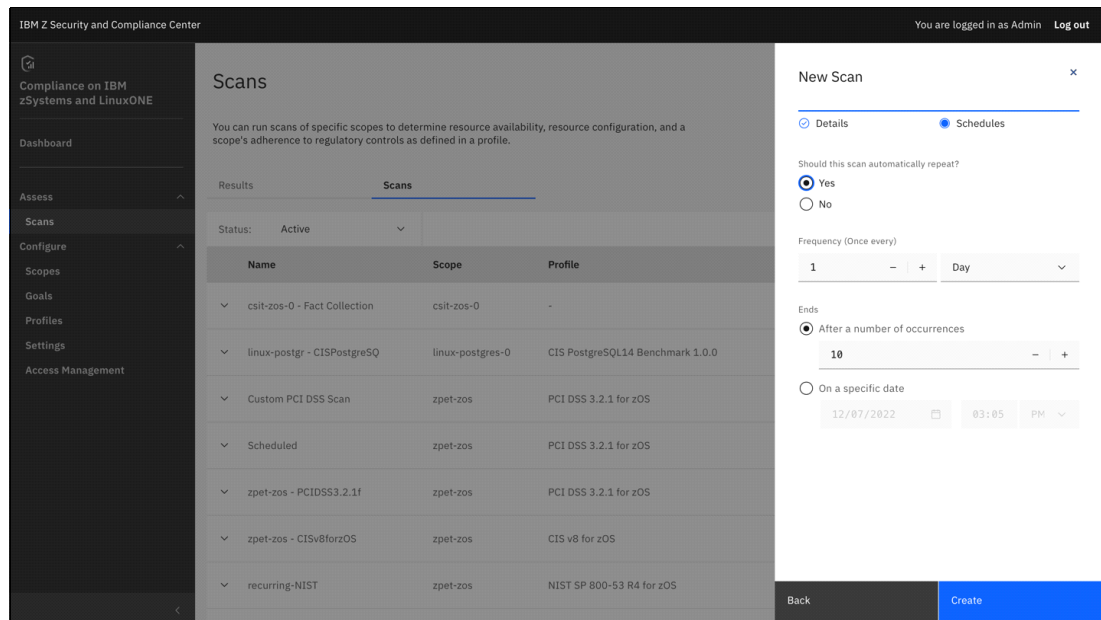 IBM Z Security and Compliance Center
You are logged in as Admin Log out
Compliance on IBM
zSystems and LinuxONE
Dashboard
Assess
Scans
Configure
Scopes
Goals
Profiles
Settings
Access Management
Scans
You can run scans of specific scopes to determine resource availability, resource configuration, and a
scope's adherence to regulatory controls as defined in a profile.
Results Scans
Status: Active
Name Scope Profile
csit-zos-0 - Fact Collection csit-zos-0 -
linux-postgr - CISPostgreSQ linux-postgres-0 CIS PostgreSQL14 Benchmark 1.0.0
Custom PCI DSS Scan zpet-zos PCI DSS 3.2.1 for zOS
Scheduled zpet-zos PCI DSS 3.2.1 for zOS
zpet-zos - PCIDSS3.2.1f zpet-zos PCI DSS 3.2.1 for zOS
zpet-zos - CISv8forzOS zpet-zos CIS v8 for zOS
recurring-NIST zpet-zos NIST SP 800-53 R4 for zOS
New Scan
Details Schedules
Should this scan automatically repeat?
Yes
No
Frequency (Once every)
1 − + Day
Ends
After a number of occurrences
10 − +
On a specific date
12/07/2022 03:05 PM
Back Create